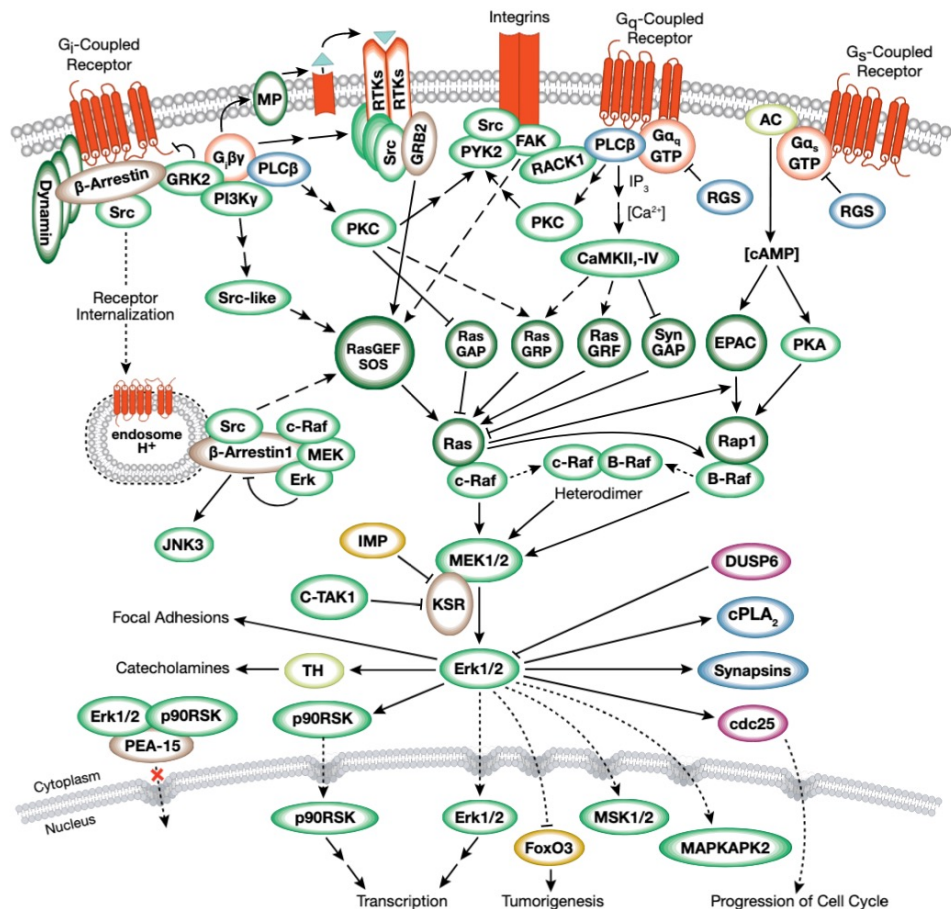 Gi-Coupled
Receptor
Integrins
Gq-Coupled
Receptor
Gs-Coupled
Receptor
MP
RTKs
RTKs
Src
GRB2
Src
PYK2
FAK
RACK1
PLCβ
Gαq
GTP
AC
Gαs
GTP
RGS
RGS
Dynamin
β-Arrestin
Src
GRK2
Giβγ
PLCβ
PI3Kγ
PKC
PKC
IP3
[Ca2+]
CaMKII,-IV
[cAMP]
Receptor
Internalization
Src-like
RasGEF
SOS
Ras
GAP
Ras
GRP
Ras
GRF
Syn
GAP
EPAC
PKA
endosome
H+
Src
β-Arrestin1
c-Raf
MEK
Erk
JNK3
Ras
c-Raf
c-Raf
B-Raf
Heterodimer
Rap1
B-Raf
IMP
MEK1/2
C-TAK1
KSR
DUSP6
Focal Adhesions
cPLA2
Catecholamines
TH
Erk1/2
Synapsins
Erk1/2
p90RSK
PEA-15
p90RSK
cdc25
Cytoplasm
Nucleus
p90RSK
Erk1/2
FoxO3
MSK1/2
MAPKAPK2
Transcription
Tumorigenesis
Progression of Cell Cycle